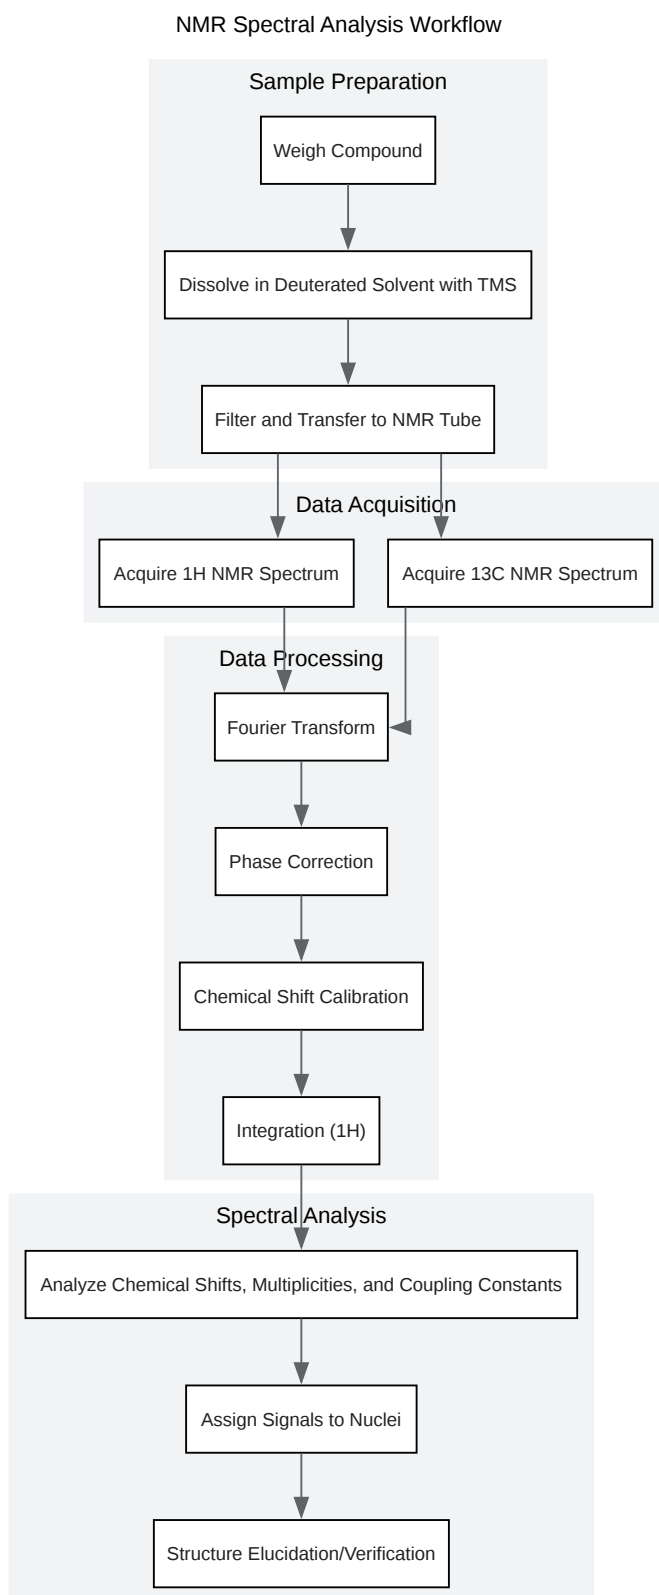 NMR Spectral Analysis Workflow
Sample Preparation
Weigh Compound
Dissolve in Deuterated Solvent with TMS
Filter and Transfer to NMR Tube
Data Acquisition
Acquire 1H NMR Spectrum
Acquire 13C NMR Spectrum
Data Processing
Fourier Transform
Phase Correction
Chemical Shift Calibration
Integration (1H)
Spectral Analysis
Analyze Chemical Shifts, Multiplicities, and Coupling Constants
Assign Signals to Nuclei
Structure Elucidation/Verification